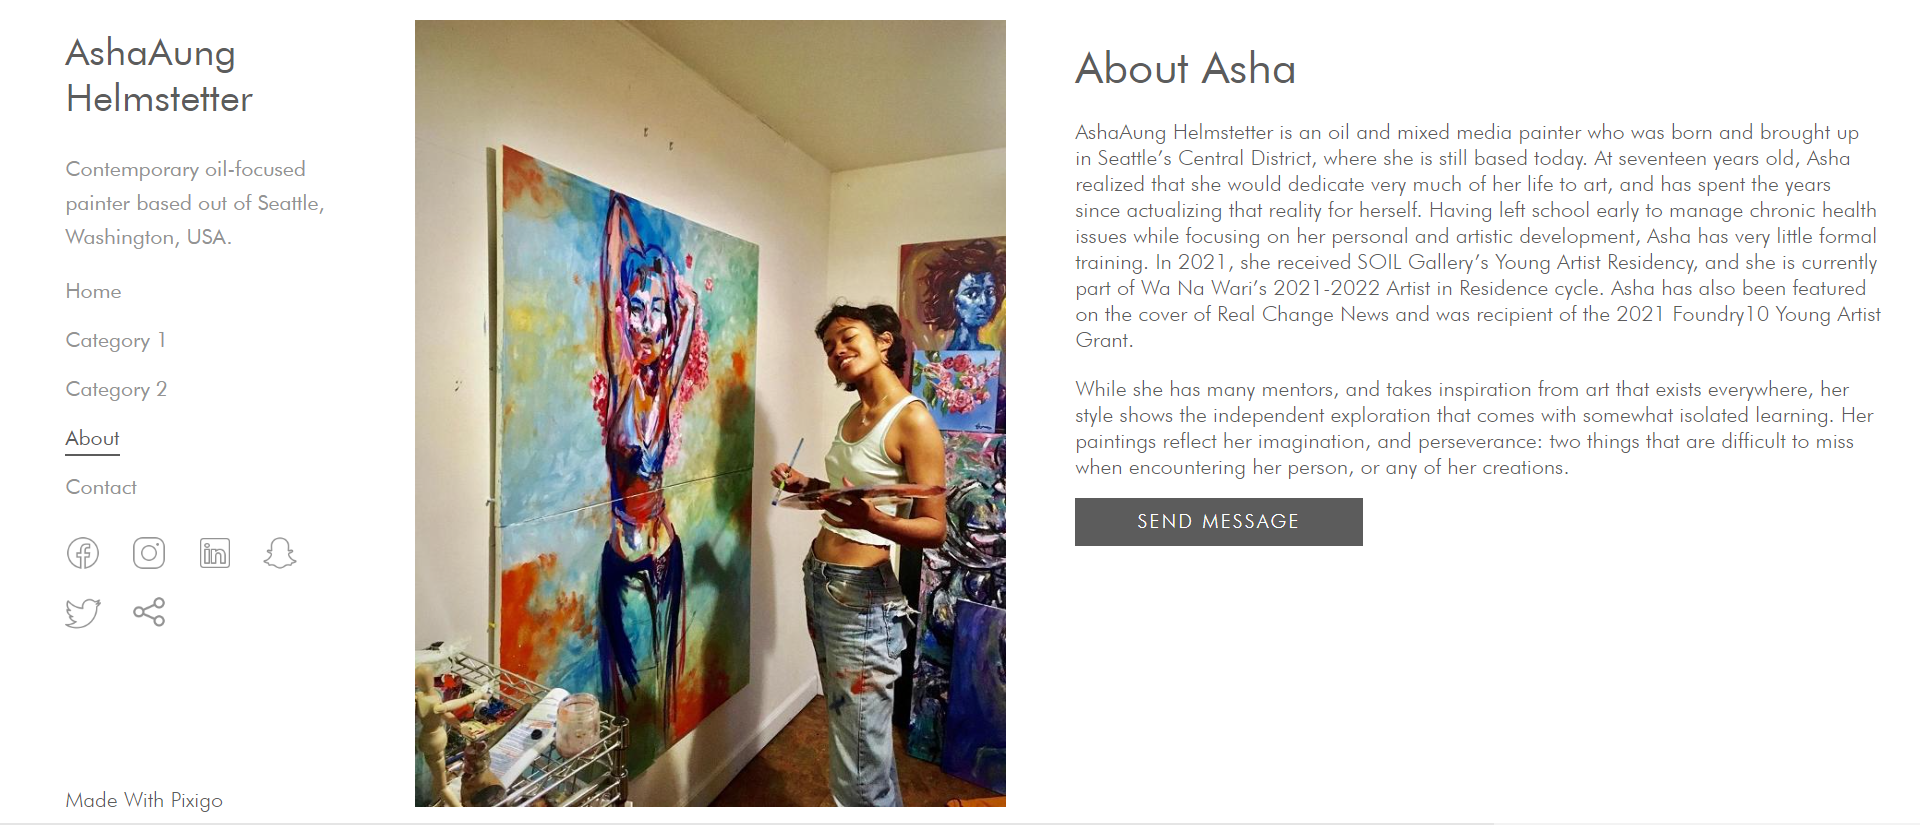 AshaAung
Helmstetter
Contemporary oil-focused
painter based out of Seattle,
Washington, USA.
Home
Category 1
Category 2
About
Contact
Made With Pixigo
About Asha
AshaAung Helmstetter is an oil and mixed media painter who was born and brought up
in Seattle’s Central District, where she is still based today. At seventeen years old, Asha
realized that she would dedicate very much of her life to art, and has spent the years
since actualizing that reality for herself. Having left school early to manage chronic health
issues while focusing on her personal and artistic development, Asha has very little formal
training. In 2021, she received SOIL Gallery’s Young Artist Residency, and she is currently
part of Wa Na Wari’s 2021-2022 Artist in Residence cycle. Asha has also been featured
on the cover of Real Change News and was recipient of the 2021 Foundry10 Young Artist
Grant.
While she has many mentors, and takes inspiration from art that exists everywhere, her
style shows the independent exploration that comes with somewhat isolated learning. Her
paintings reflect her imagination, and perseverance: two things that are difficult to miss
when encountering her person, or any of her creations.
SEND MESSAGE